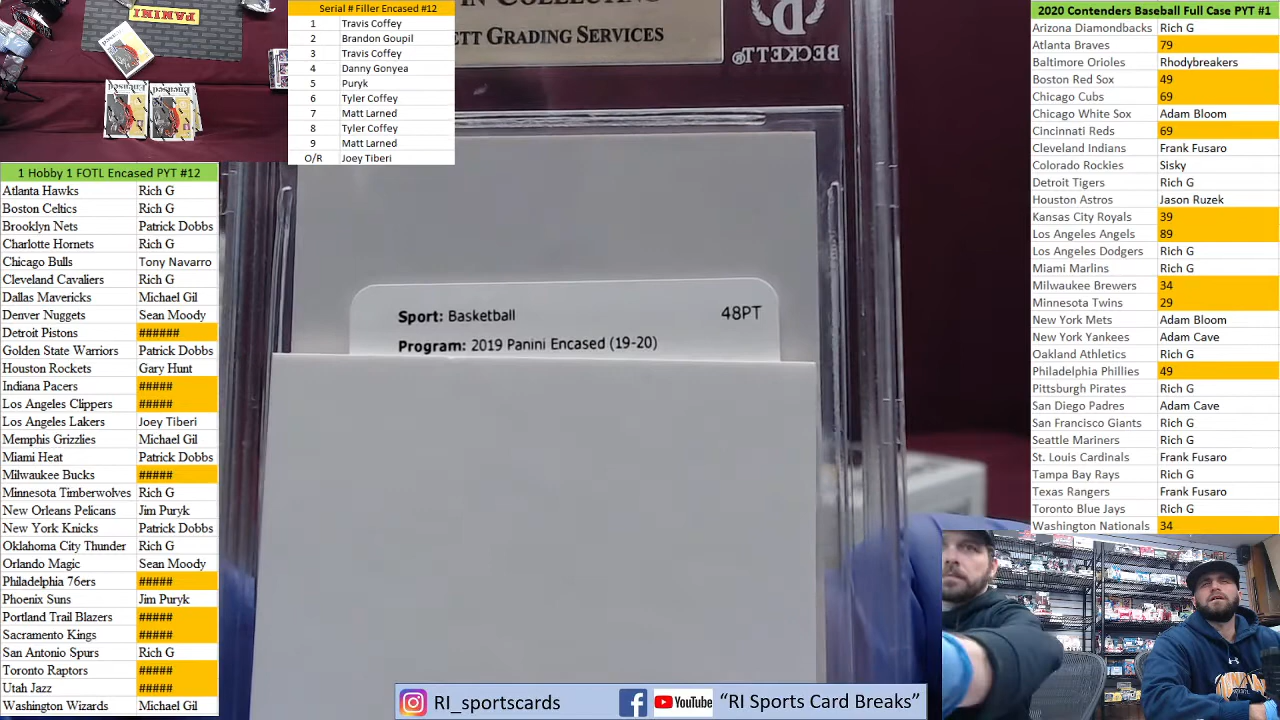 PANINI
Encased
Encased
Encased
Serial # Filler Encased #12
1 Travis Coffey
2 Brandon Goupil
3 Travis Coffey
4 Danny Gonyea
5 Puryk
6 Tyler Coffey
7 Matt Larned
8 Tyler Coffey
9 Matt Larned
O/R Joey Tiberi
1 Hobby 1 FOTL Encased PYT #12
Atlanta Hawks Rich G
Boston Celtics Rich G
Brooklyn Nets Patrick Dobbs
Charlotte Hornets Rich G
Chicago Bulls Tony Navarro
Cleveland Cavaliers Rich G
Dallas Mavericks Michael Gil
Denver Nuggets Sean Moody
Detroit Pistons ######
Golden State Warriors Patrick Dobbs
Houston Rockets Gary Hunt
Indiana Pacers #####
Los Angeles Clippers #####
Los Angeles Lakers Joey Tiberi
Memphis Grizzlies Michael Gil
Miami Heat Patrick Dobbs
Milwaukee Bucks #####
Minnesota Timberwolves Rich G
New Orleans Pelicans Jim Puryk
New York Knicks Patrick Dobbs
Oklahoma City Thunder Rich G
Orlando Magic Sean Moody
Philadelphia 76ers #####
Phoenix Suns Jim Puryk
Portland Trail Blazers #####
Sacramento Kings #####
San Antonio Spurs Rich G
Toronto Raptors #####
Utah Jazz #####
Washington Wizards Michael Gil
IN COLLECTING
ETT GRADING SERVICES
BECKETT®
Sport: Basketball 48PT
Program: 2019 Panini Encased (19-20)
2020 Contenders Baseball Full Case PYT #1
Arizona Diamondbacks Rich G
Atlanta Braves 79
Baltimore Orioles Rhodybreakers
Boston Red Sox 49
Chicago Cubs 69
Chicago White Sox Adam Bloom
Cincinnati Reds 69
Cleveland Indians Frank Fusaro
Colorado Rockies Sisky
Detroit Tigers Rich G
Houston Astros Jason Ruzek
Kansas City Royals 39
Los Angeles Angels 89
Los Angeles Dodgers Rich G
Miami Marlins Rich G
Milwaukee Brewers 34
Minnesota Twins 29
New York Mets Adam Bloom
New York Yankees Adam Cave
Oakland Athletics Rich G
Philadelphia Phillies 49
Pittsburgh Pirates Rich G
San Diego Padres Adam Cave
San Francisco Giants Rich G
Seattle Mariners Rich G
St. Louis Cardinals Frank Fusaro
Tampa Bay Rays Rich G
Texas Rangers Frank Fusaro
Toronto Blue Jays Rich G
Washington Nationals 34
RI_sportscards
YouTube
“RI Sports Card Breaks”